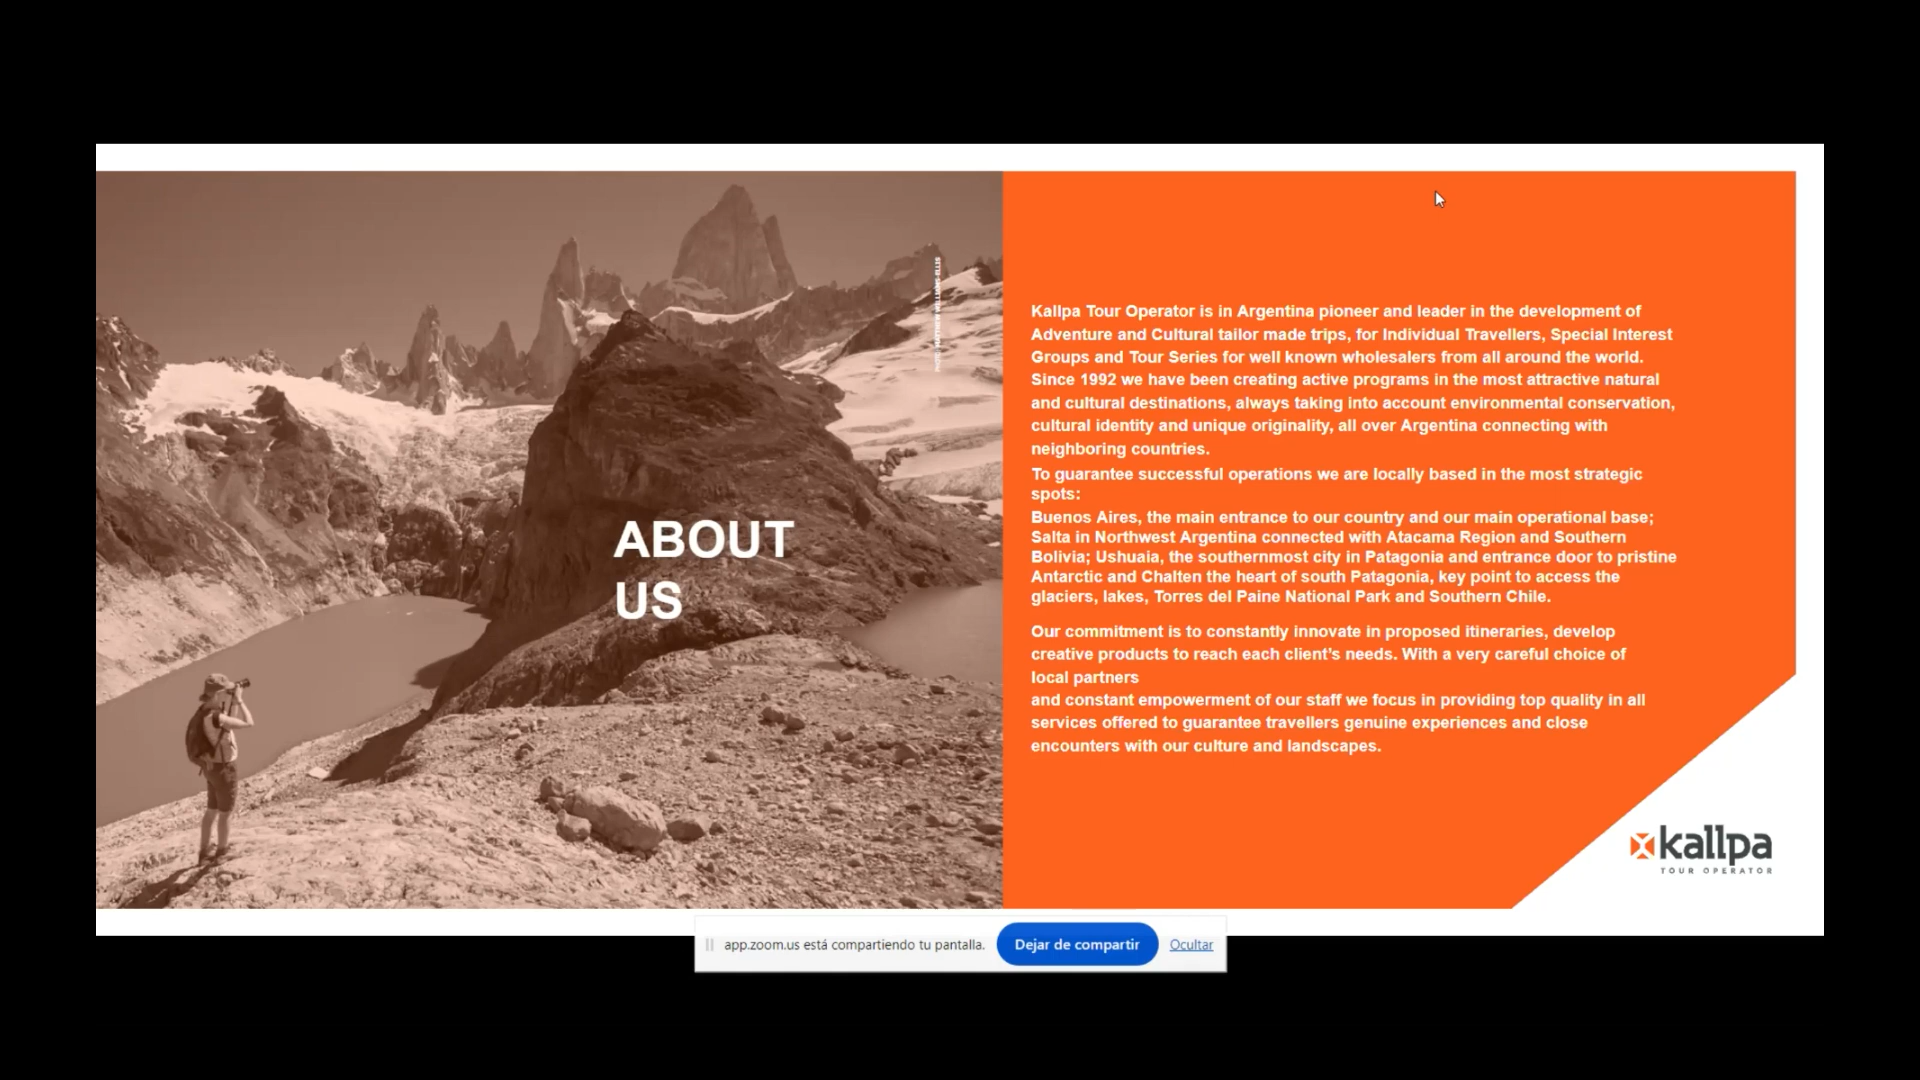 ABOUT
US
Kallpa Tour Operator is in Argentina pioneer and leader in the development of
Adventure and Cultural tailor made trips, for Individual Travellers, Special Interest
Groups and Tour Series for well known wholesalers from all around the world.
Since 1992 we have been creating active programs in the most attractive natural
and cultural destinations, always taking into account environmental conservation,
cultural identity and unique originality, all over Argentina connecting with
neighboring countries.
To guarantee successful operations we are locally based in the most strategic
spots:
Buenos Aires, the main entrance to our country and our main operational base;
Salta in Northwest Argentina connected with Atacama Region and Southern
Bolivia; Ushuaia, the southernmost city in Patagonia and entrance door to pristine
Antarctic and Chalten the heart of south Patagonia, key point to access the
glaciers, lakes, Torres del Paine National Park and Southern Chile.
Our commitment is to constantly innovate in proposed itineraries, develop
creative products to reach each client's needs. With a very careful choice of
local partners
and constant empowerment of our staff we focus in providing top quality in all
services offered to guarantee travellers genuine experiences and close
encounters with our culture and landscapes.
kallpa
TOUR OPERATOR
app.zoom.us está compartiendo tu pantalla.
Dejar de compartir
Ocultar